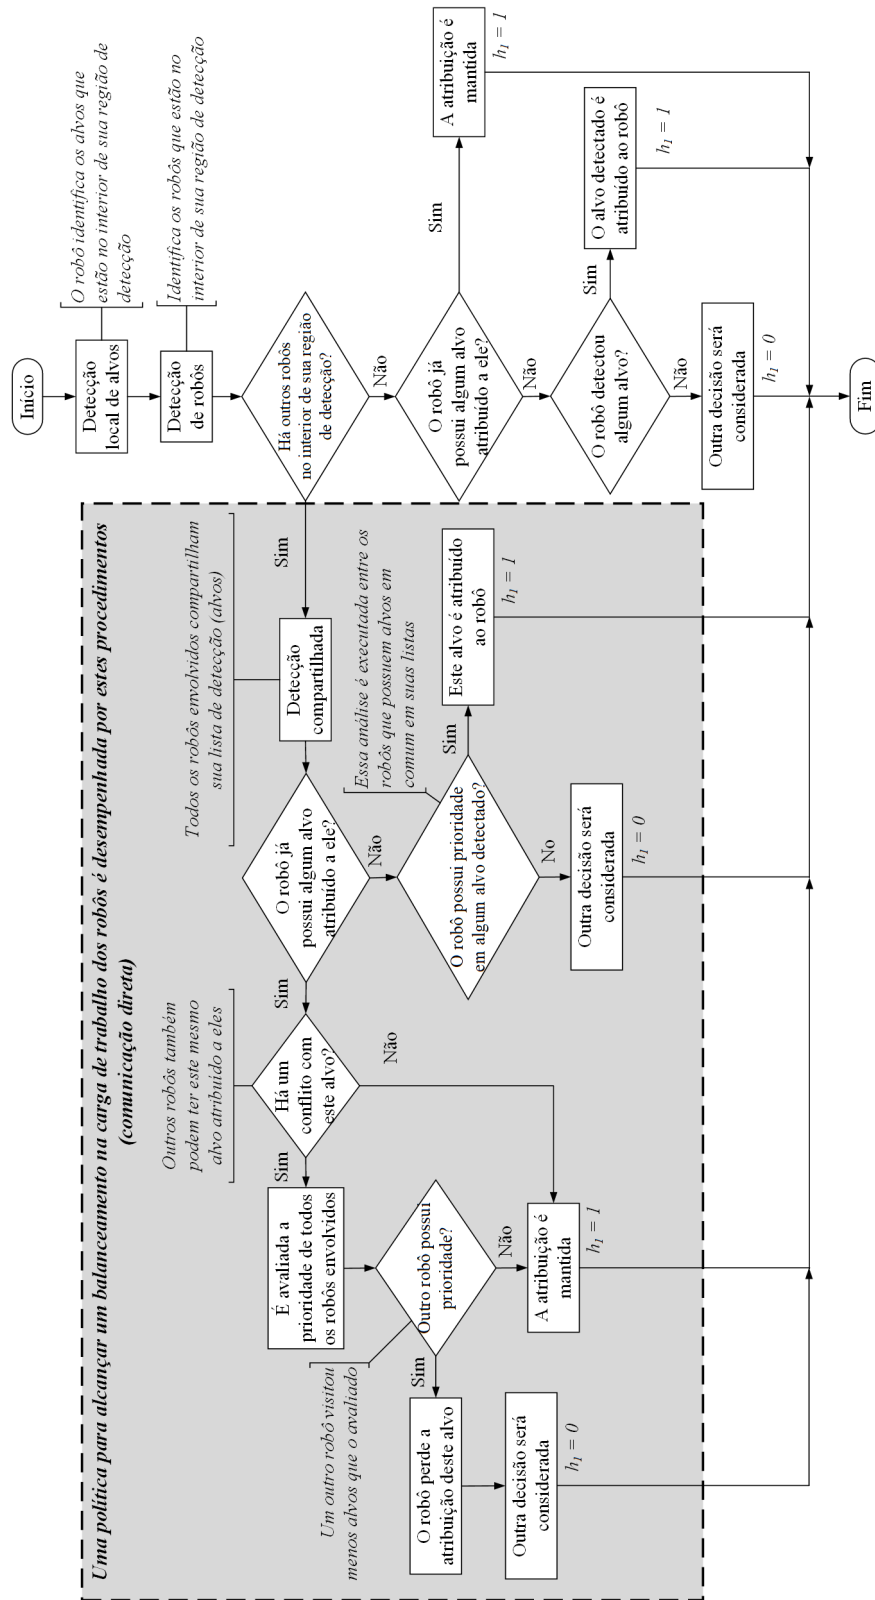 Uma política para alcançar um balanceamento na carga de trabalho dos robôs é desempenhada por estes procedimentos
(comunicação direta)
Início
Detecção
local de alvos
O robô identifica os alvos que
estão no interior de sua região de
detecção
Detecção
de robôs
Identifica os robôs que estão no
interior de sua região de detecção
Há outros robôs
no interior de sua região
de detecção?
Sim
Não
Todos os robôs envolvidos compartilham
sua lista de detecção (alvos)
Detecção
compartilhada
O robô já
possui algum alvo
atribuído a ele?
Sim
Não
Outros robôs também
podem ter este mesmo
alvo atribuído a eles
Há um
conflito com
este alvo?
Sim
Não
É avaliada a
prioridade de todos
os robôs envolvidos
Outro robô possui
prioridade?
Sim
Não
Um outro robô visitou
menos alvos que o avaliado
O robô perde a
atribuição deste alvo
Outra decisão será
considerada
h1 = 0
A atribuição é
mantida
h1 = 1
Essa análise é executada entre os
robôs que possuem alvos em
comum em suas listas
O robô possui prioridade
em algum alvo detectado?
Sim
No
Este alvo é atribuído
ao robô
h1 = 1
Outra decisão será
considerada
h1 = 0
O robô já
possui algum alvo
atribuído a ele?
Sim
Não
A atribuição é
mantida
h1 = 1
O robô detectou
algum alvo?
Sim
Não
O alvo detectado é
atribuído ao robô
h1 = 1
Outra decisão será
considerada
h1 = 0
Fim